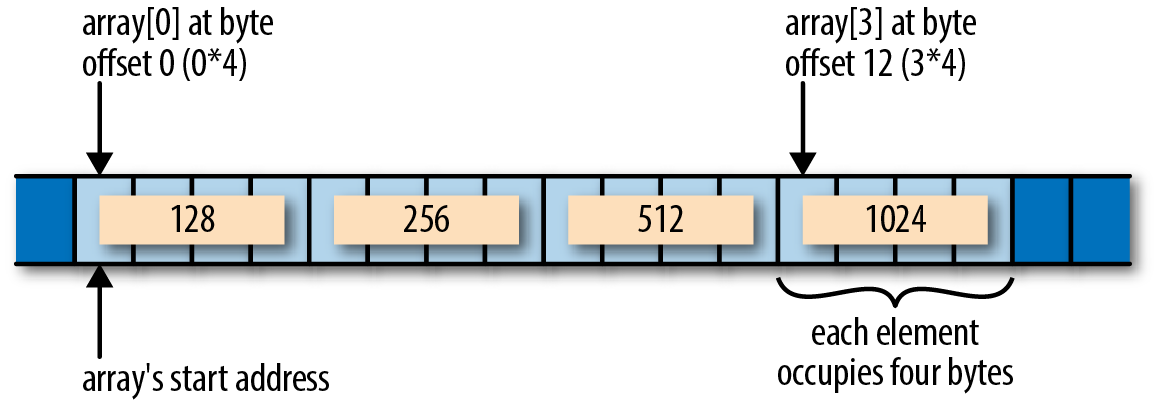 array[0] at byte
offset 0 (0*4)
array[3] at byte
offset 12 (3*4)
128
256
512
1024
array's start address
each element
occupies four bytes